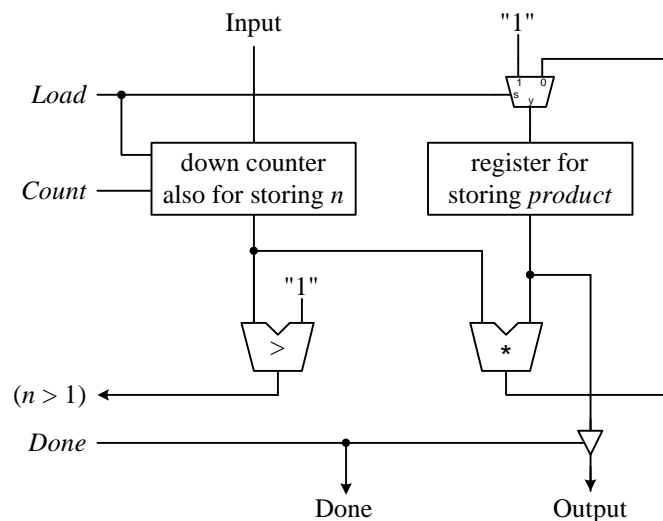 Input
"1"
1 0
s
y
Load
down counter
also for storing n
register for
storing product
Count
"1"
>
*
(n > 1)
Done
Done
Output